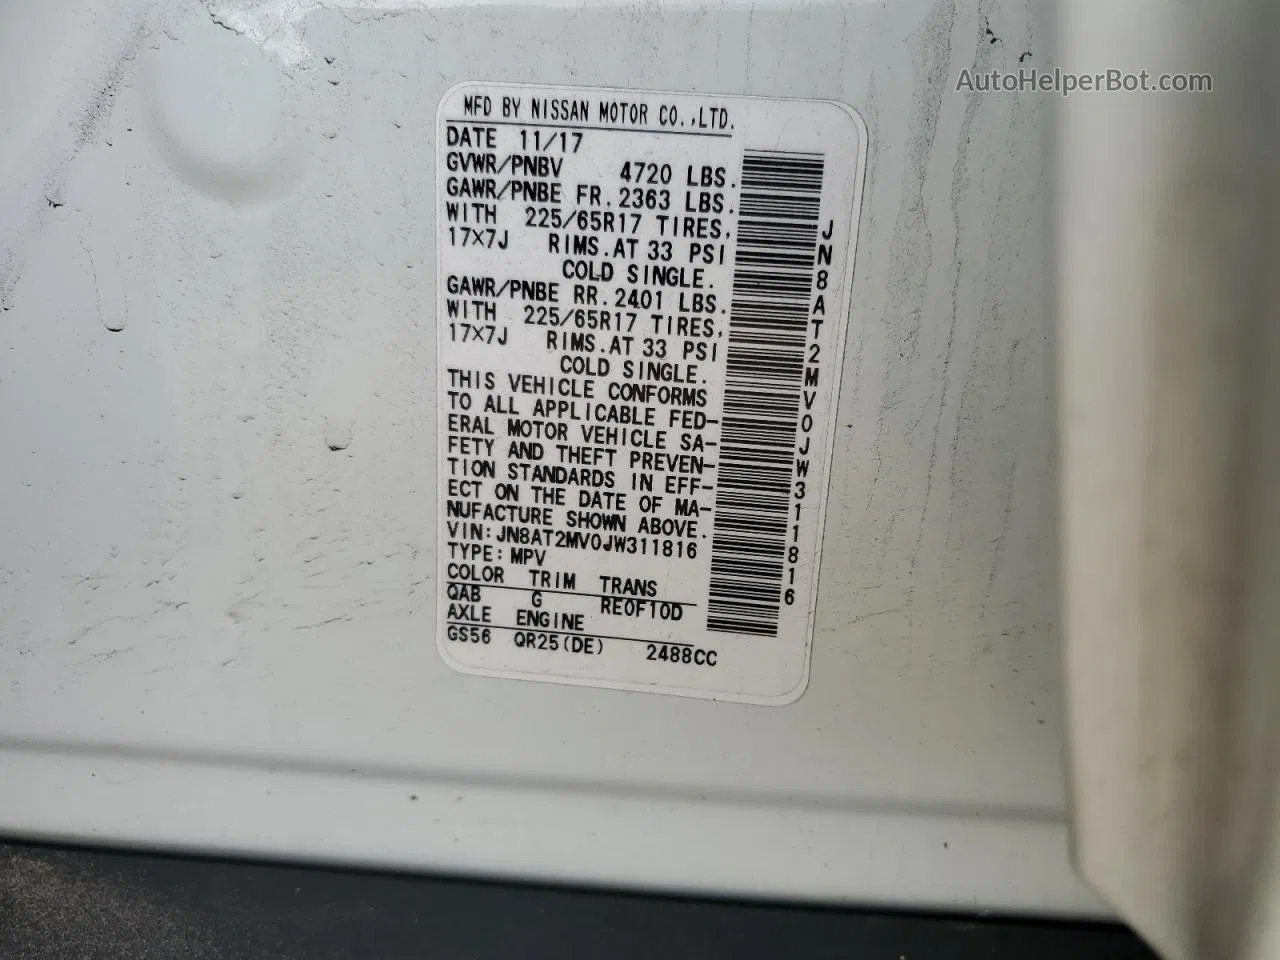 AutoHelperBot.com
MFD BY NISSAN MOTOR CO.,LTD.
DATE 11/17
GVWR/PNBV 4720 LBS.
GAWR/PNBE FR.2363 LBS.
WITH 225/65R17 TIRES,
17X7J RIMS.AT 33 PSI
COLD SINGLE.
GAWR/PNBE RR.2401 LBS.
WITH 225/65R17 TIRES,
17X7J RIMS.AT 33 PSI
COLD SINGLE.
THIS VEHICLE CONFORMS
TO ALL APPLICABLE FED-
ERAL MOTOR VEHICLE SA-
FETY AND THEFT PREVEN-
TION STANDARDS IN EFF-
ECT ON THE DATE OF MA-
NUFACTURE SHOWN ABOVE.
VIN:JN8AT2MV0JW311816
TYPE:MPV
COLOR TRIM TRANS
QAB G RE0F10D
AXLE ENGINE
GS56 QR25(DE) 2488CC
JN8AT2MV0JW311816